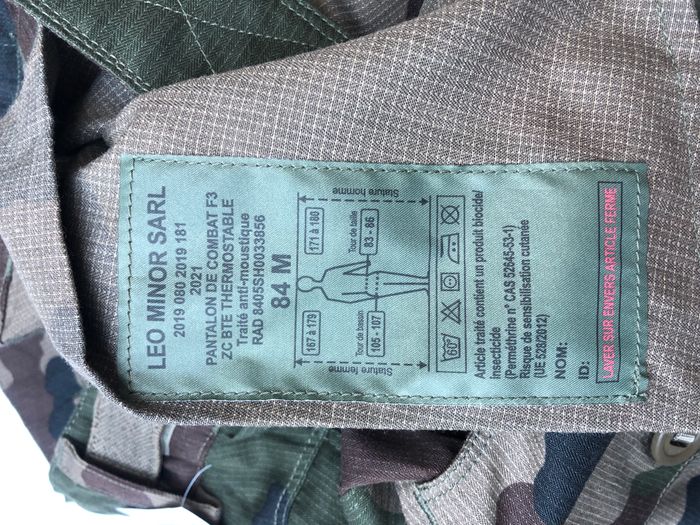 LEO MINOR SARL
2019 080 2019 181
2021
PANTALON DE COMBAT F3
ZC BTE THERMOSTABLE
Traité anti-moustique
RAD 8405SH6033856
84 M
Stature homme
171 à 180
Tour de taille
83 - 86
167 à 179
Tour de bassin
105 - 107
Stature femme
60°
Article traité contient un produit biocide/
Insecticide
(Perméthrine n° CAS 52645-53-1)
Risque de sensibilisation cutanée
(UE 528/2012)
NOM:
ID:
LAVER SUR ENVERS ARTICLE FERME